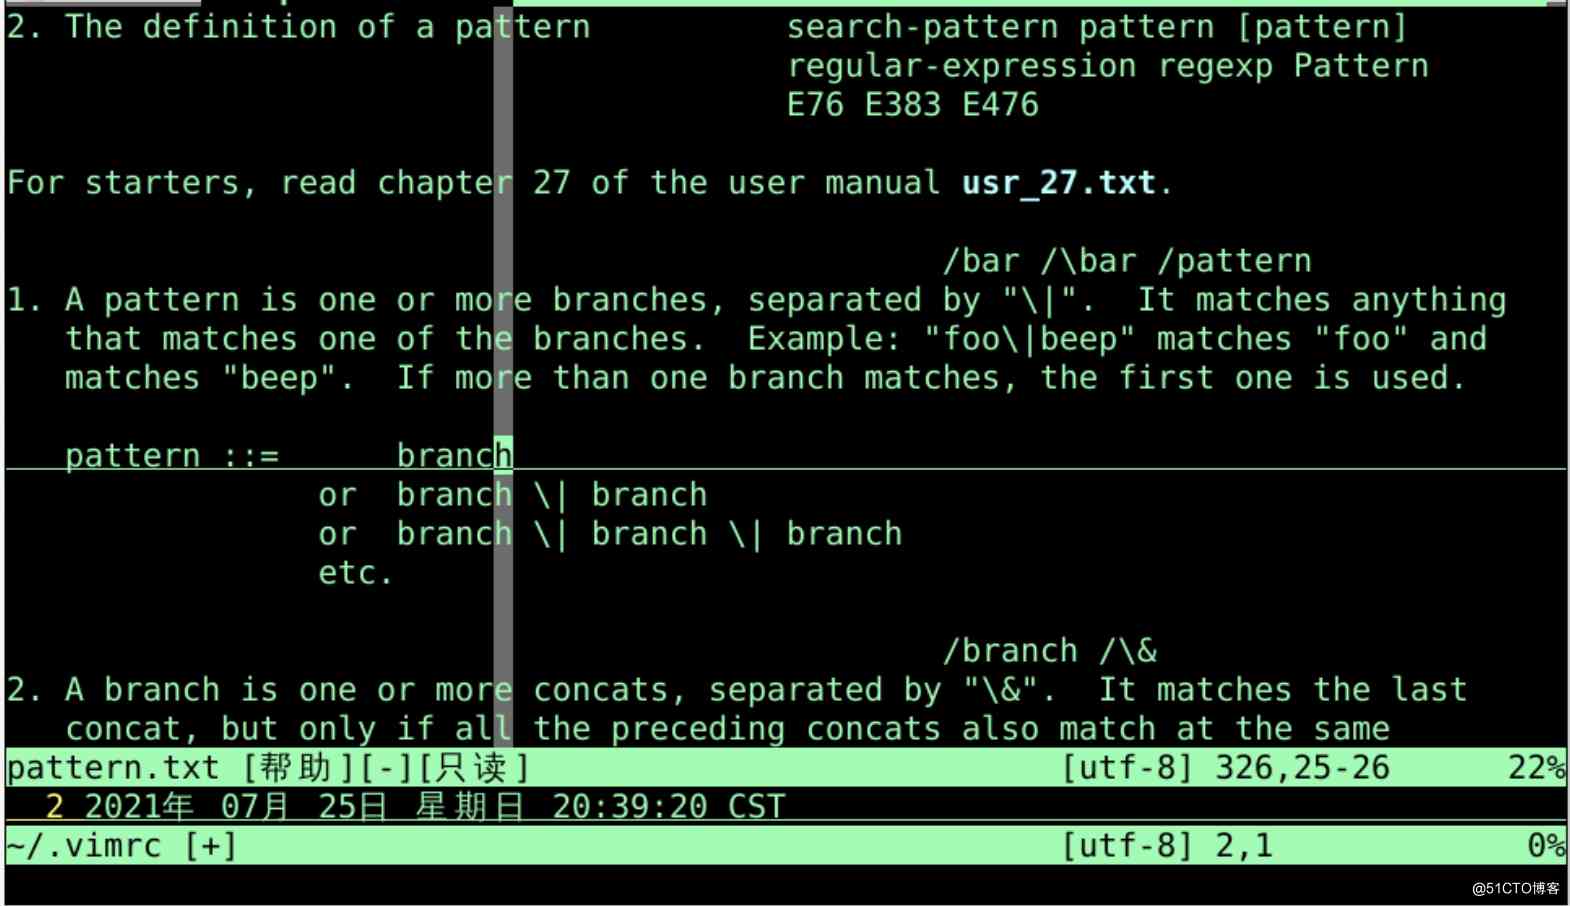 2. The definition of a pattern          search-pattern pattern [pattern]
                                        regular-expression regexp Pattern
                                        E76 E383 E476
For starters, read chapter 27 of the user manual usr_27.txt.
                                                /bar /\bar /pattern
1. A pattern is one or more branches, separated by "\|".  It matches anything
   that matches one of the branches.  Example: "foo\|beep" matches "foo" and
   matches "beep".  If more than one branch matches, the first one is used.
   pattern ::=      branch
                or  branch \| branch
                or  branch \| branch \| branch
                etc.
                                                /branch /\&
2. A branch is one or more concats, separated by "\&".  It matches the last
   concat, but only if all the preceding concats also match at the same
pattern.txt [帮助][-][只读]                            [utf-8] 326,25-26      22%
  2 2021年 07月 25日 星期日 20:39:20 CST
~/.vimrc [+]                                          [utf-8] 2,1             0%
@51CTO博客